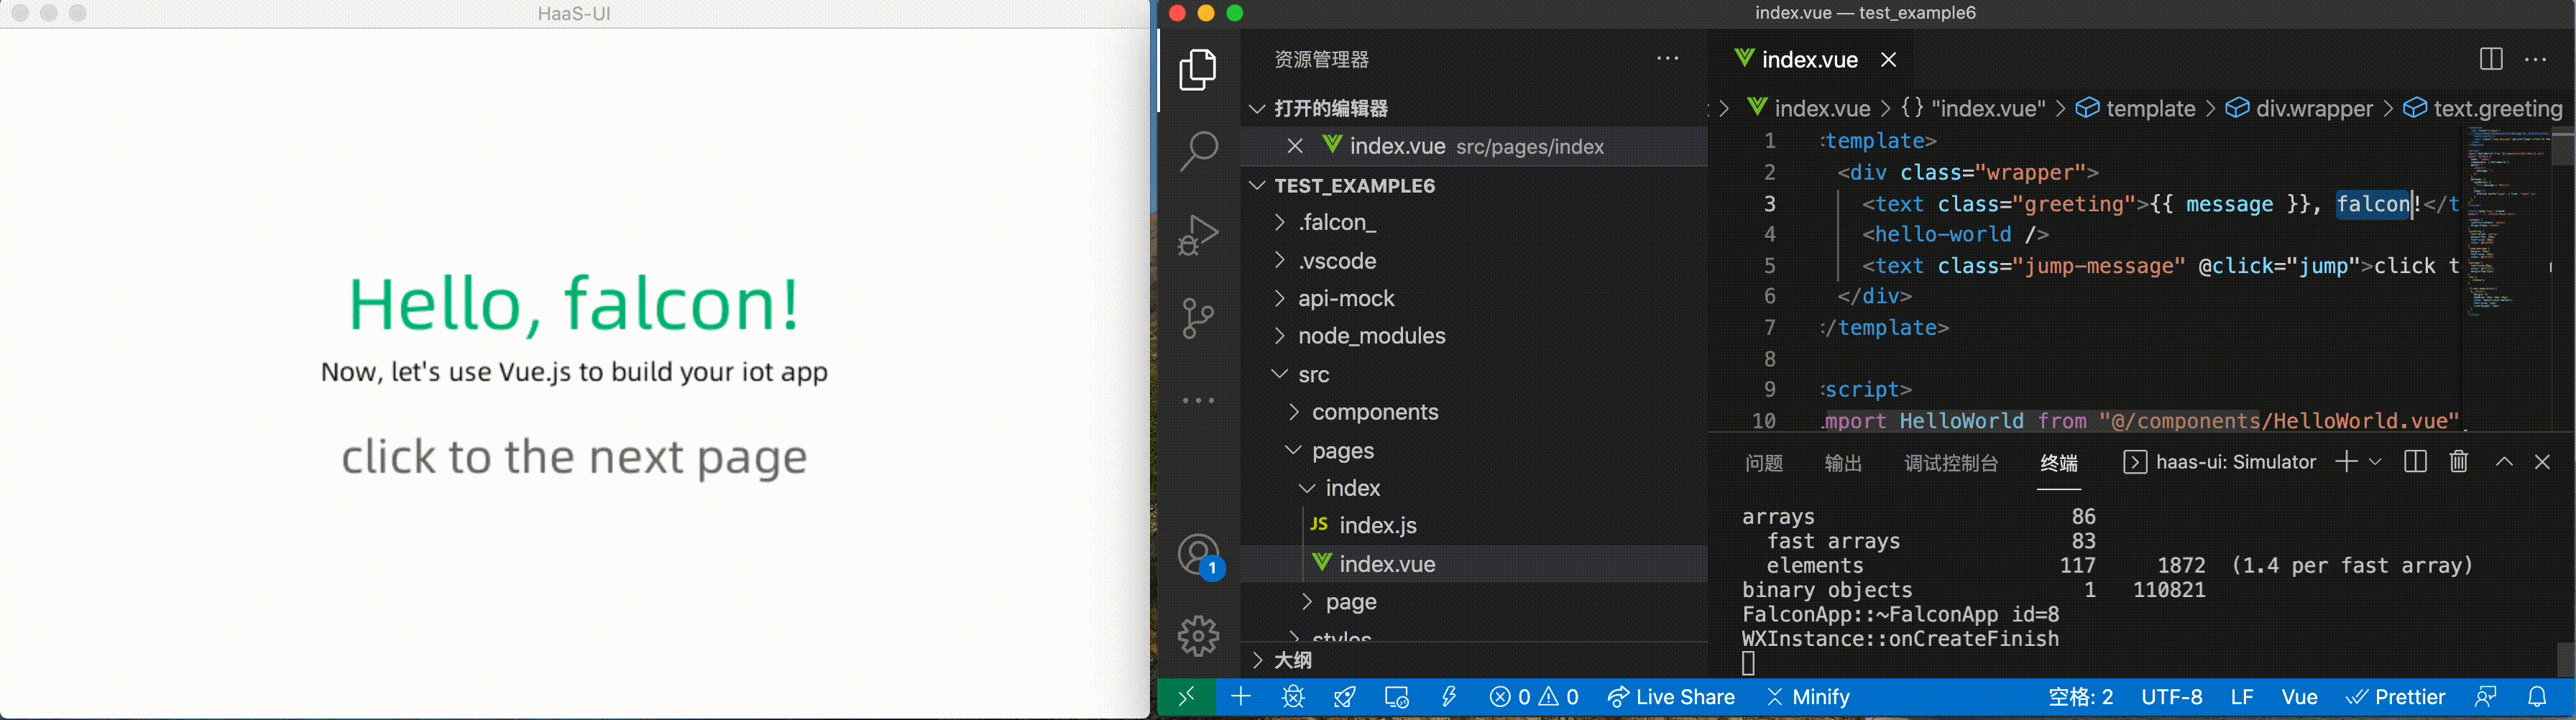 HaaS-UI
Hello, falcon!
Now, let's use Vue.js to build your iot app
click to the next page
index.vue — test_example6
资源管理器
打开的编辑器
index.vue src/pages/index
TEST_EXAMPLE6
.falcon_
.vscode
api-mock
node_modules
src
components
pages
index
JS index.js
index.vue
page
styles
大纲
1
index.vue
index.vue > {} "index.vue" > template > div.wrapper > text.greeting
1 template>
2 <div class="wrapper">
3 <text class="greeting">{{ message }}, falcon!</t
4 <hello-world />
5 <text class="jump-message" @click="jump">click t
6 </div>
7 /template>
8
9 script>
10 mport HelloWorld from "@/components/HelloWorld.vue"
问题 输出 调试控制台 终端 haas-ui: Simulator
arrays 86
fast arrays 83
elements 117 1872 (1.4 per fast array)
binary objects 1 110821
FalconApp::~FalconApp id=8
WXInstance::onCreateFinish
0 0 Live Share Minify 空格: 2 UTF-8 LF Vue Prettier